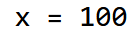 x = 100